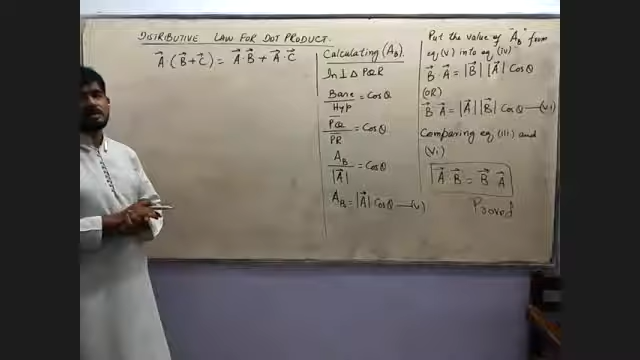 DISTRIBUTIVE LAW FOR DOT PRODUCT
A⃗ . (B⃗ + C⃗) = A⃗ . B⃗ + A⃗ . C⃗
Calculating (A_B)
In ⊥ Δ PQR
Base/Hyp = Cosθ
PQ/PR = Cosθ
A_B/|A⃗| = Cosθ
A_B = |A⃗| Cosθ —(v)
Put the value of "A_B" from
eq (v) into eq (iv)
B⃗ . A⃗ = |B⃗| |A⃗| Cosθ
(OR)
B⃗ . A⃗ = |A⃗| |B⃗| Cosθ —(vi)
Comparing eq (iii) and
(vi)
A⃗ . B⃗ = B⃗ . A⃗
Proved